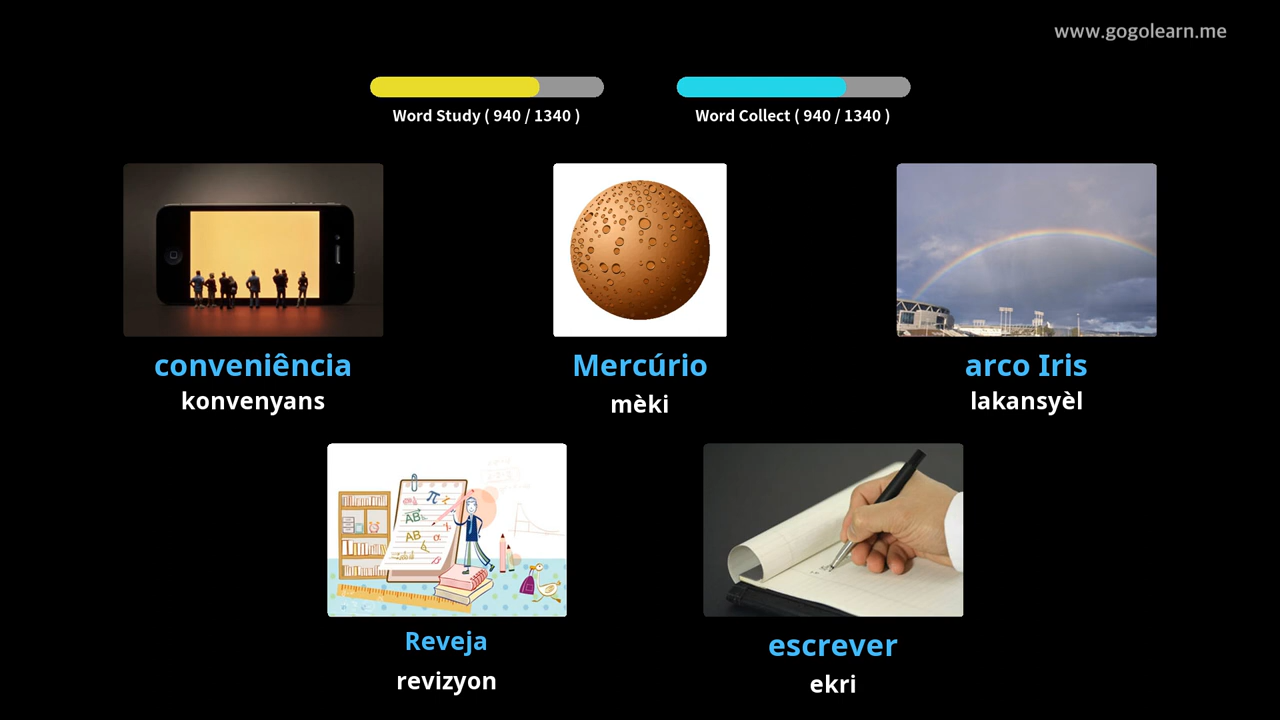 www.gogolearn.me
Word Study ( 940 / 1340 )
Word Collect ( 940 / 1340 )
conveniência
konvenyans
Mercúrio
mèki
arco Iris
lakansyèl
Reveja
revizyon
escrever
ekri